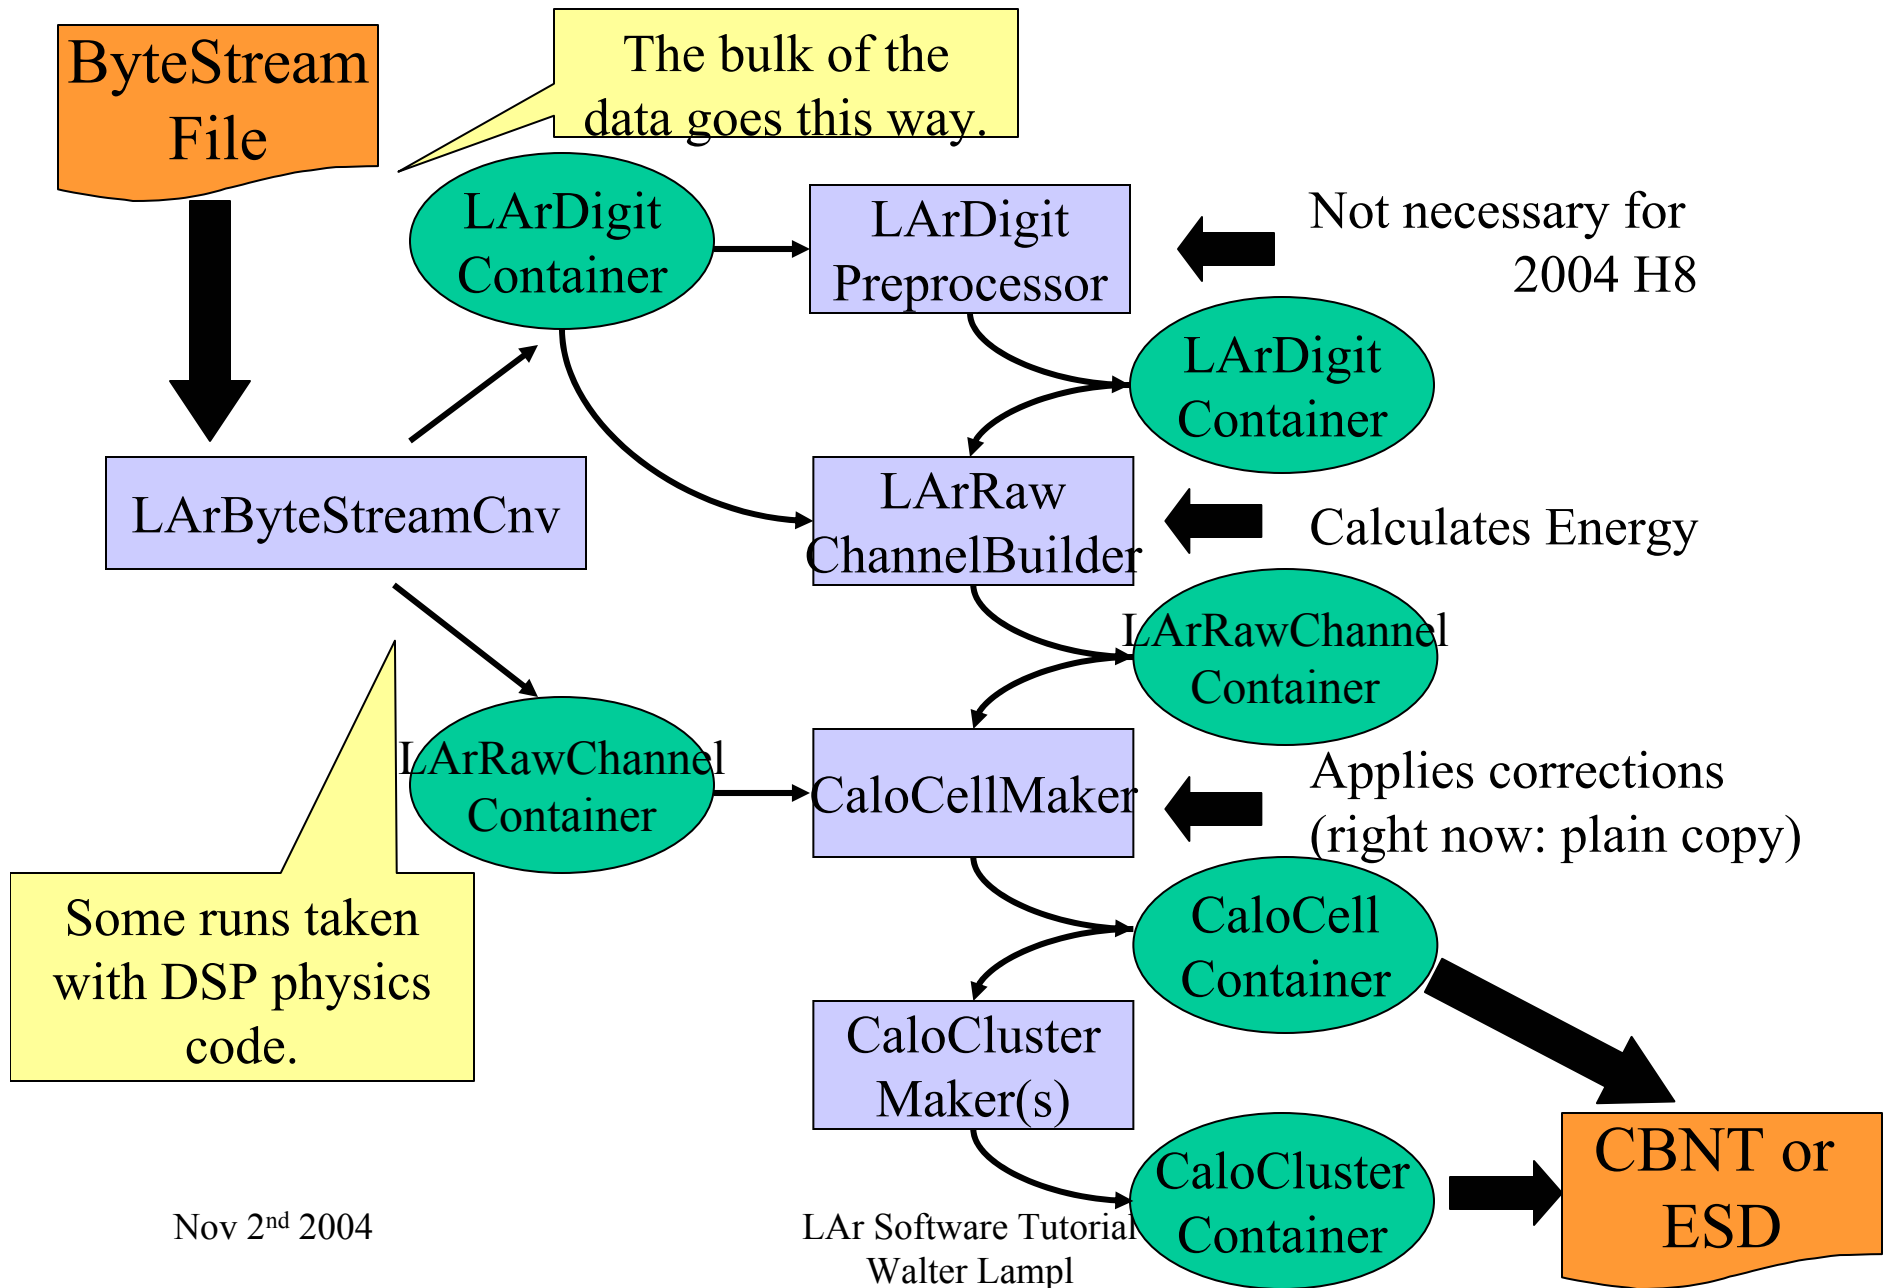 ByteStream
File
The bulk of the
data goes this way.
LArDigit
Container
LArDigit
Preprocessor
Not necessary for
2004 H8
LArDigit
Container
LArByteStreamCnv
LArRaw
ChannelBuilder
Calculates Energy
LArRawChannel
Container
LArRawChannel
Container
CaloCellMaker
Applies corrections
(right now: plain copy)
Some runs taken
with DSP physics
code.
CaloCell
Container
CaloCluster
Maker(s)
CaloCluster
Container
CBNT or
ESD
Nov 2nd 2004
LAr Software Tutorial
Walter Lampl